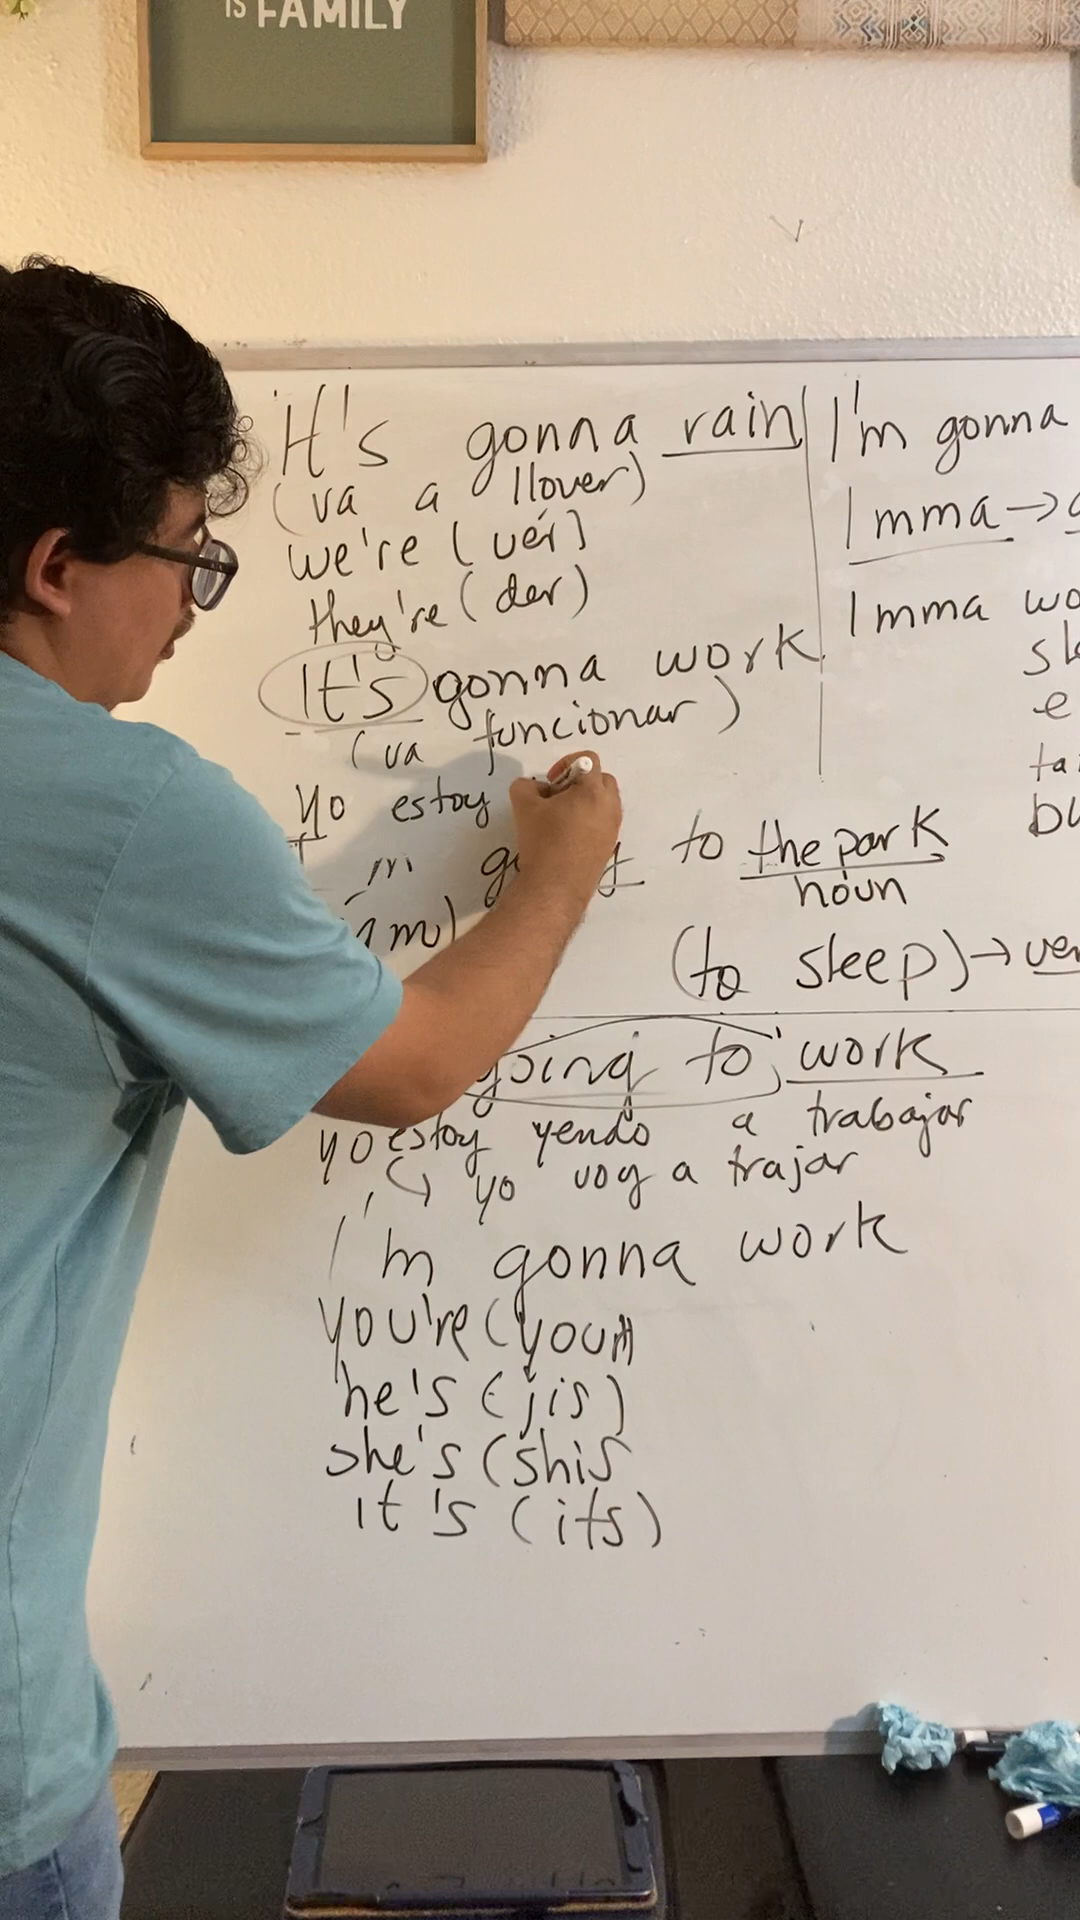 IS FAMILY
It's gonna rain
(va a llover)
we're (uér)
they're (der)
It's gonna work
(va funcionar)
yo estoy
I'm to the park
noun
(to sleep) →
going to work
yo estoy yendo a trabajar
↳ yo voy a trajar
I'm gonna work
you're (your)
he's (jis)
she's (shis
it's (its)
I'm gonna
Imma →
Imma